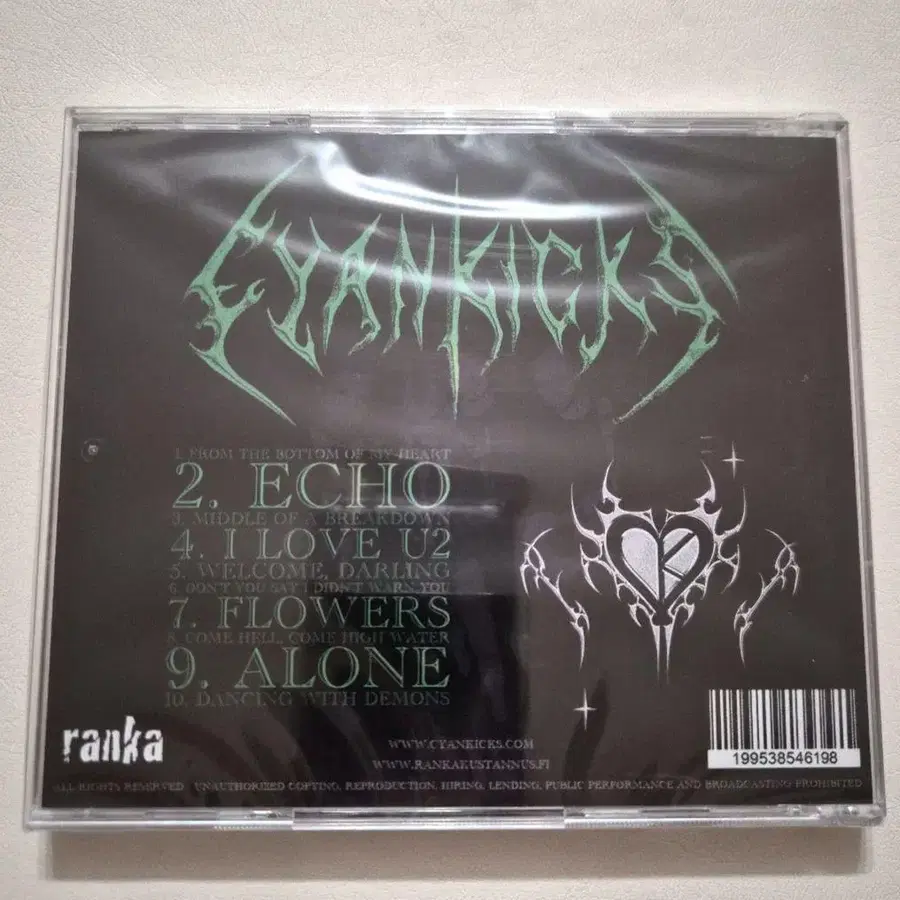 CYANKICKS
1. FROM THE BOTTOM OF MY HEART
2. ECHO
3. MIDDLE OF A BREAKDOWN
4. I LOVE U2
5. WELCOME, DARLING
6. DON'T YOU SAY I DIDN'T WARN YOU
7. FLOWERS
8. COME HELL, COME HIGH WATER
9. ALONE
10. DANCING WITH DEMONS
CK
ranka
WWW.CYANKICKS.COM
WWW.RANKAKUSTANNUS.FI
199538546198
ALL RIGHTS RESERVED UNAUTHORIZED COPYING, REPRODUCTION, HIRING, LENDING, PUBLIC PERFORMANCE AND BROADCASTING PROHIBITED